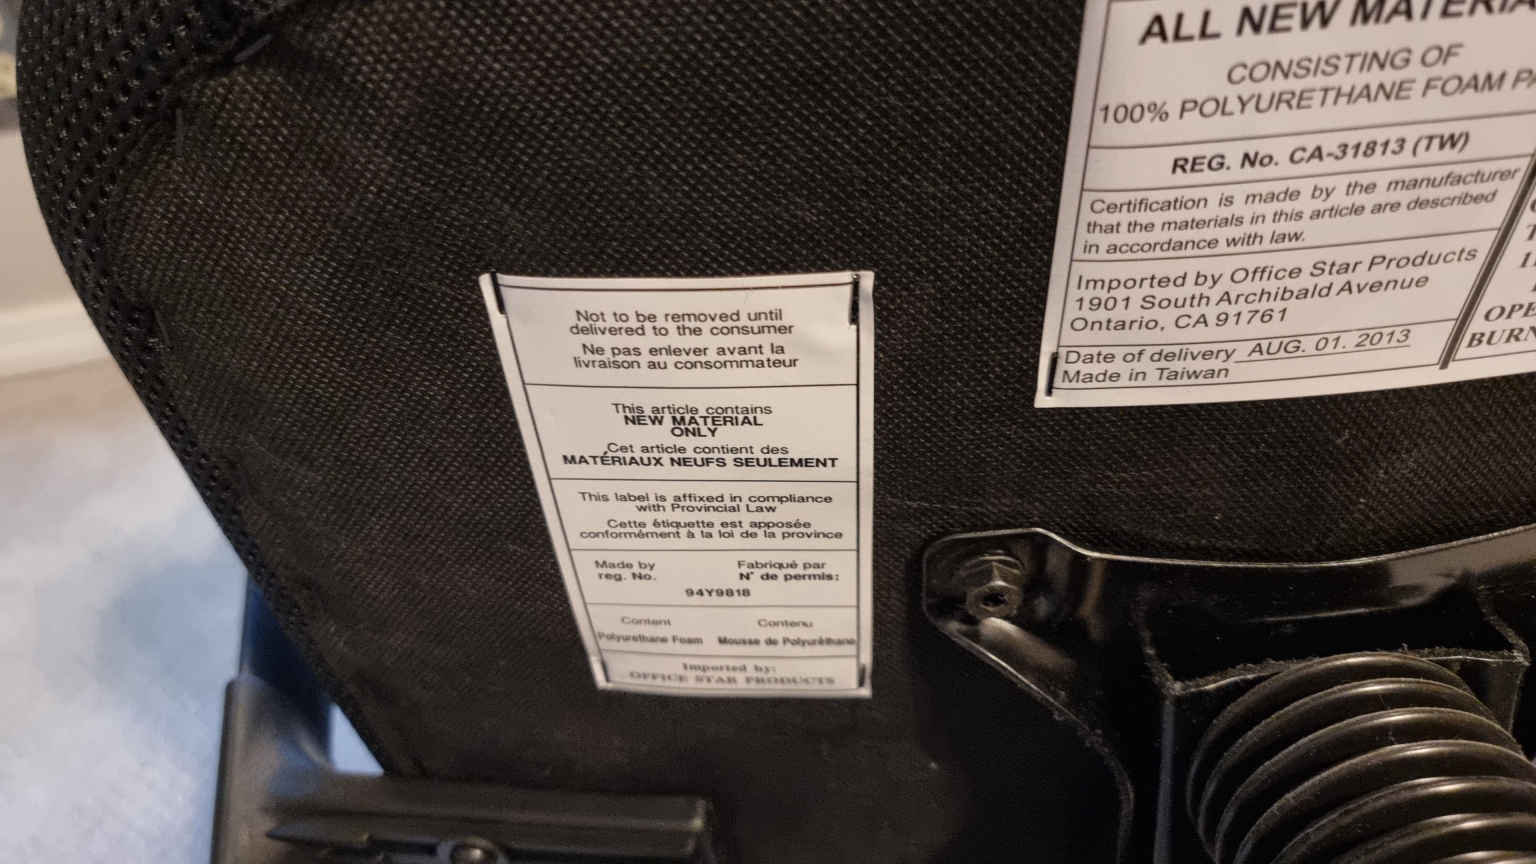 Not to be removed until
delivered to the consumer
Ne pas enlever avant la
livraison au consommateur
This article contains
NEW MATERIAL
ONLY
Cet article contient des
MATÉRIAUX NEUFS SEULEMENT
This label is affixed in compliance
with Provincial Law
Cette étiquette est apposée
conformément à la loi de la province
Made by Fabriqué par
reg. No. N° de permis:
94Y9818
Content Contenu
Polyurethane Foam Mousse de Polyuréthane
Imported by:
OFFICE STAR PRODUCTS
ALL NEW
CONSISTING OF
100% POLYURETHANE FOAM
REG. No. CA-31813 (TW)
Certification is made by the manufacturer
that the materials in this article are described
in accordance with law.
Imported by Office Star Products
1901 South Archibald Avenue
Ontario, CA 91761
Date of delivery AUG. 01. 2013
Made in Taiwan